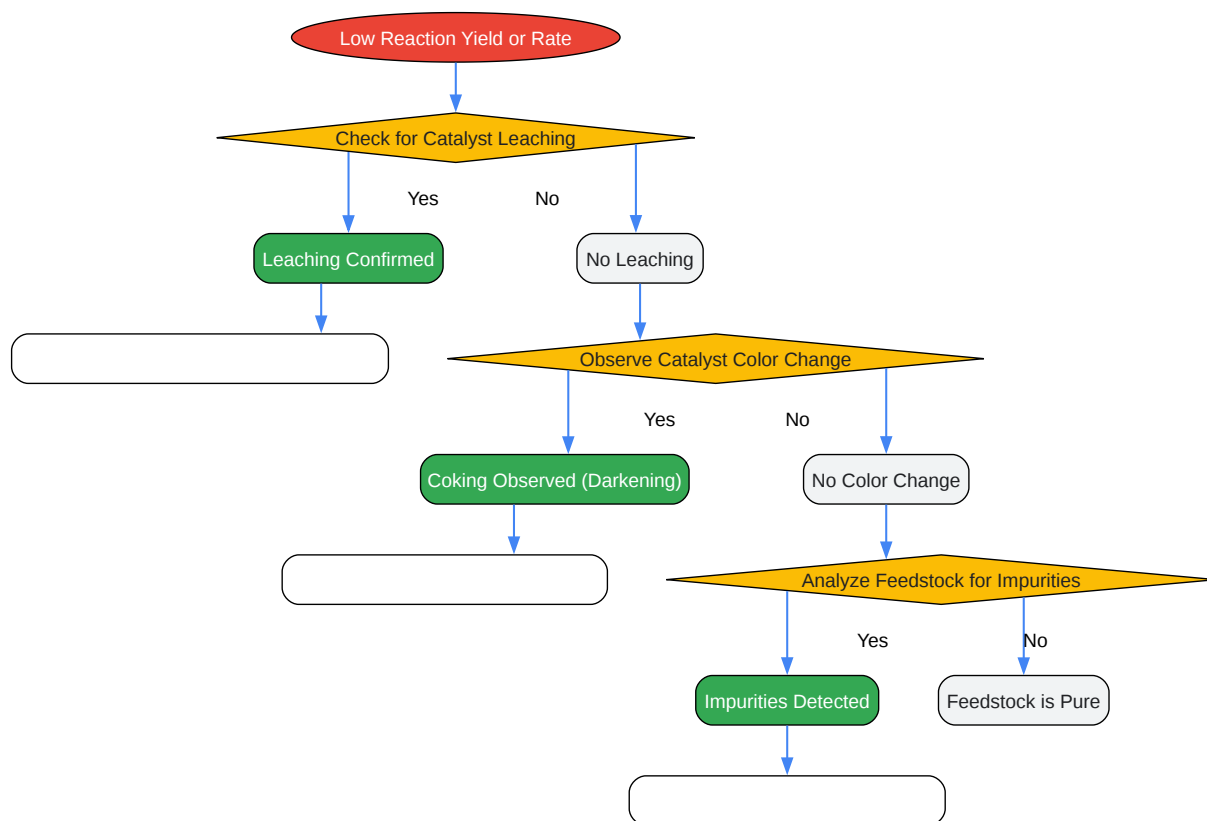 Low Reaction Yield or Rate
Check for Catalyst Leaching
Yes
No
Leaching Confirmed
No Leaching
Observe Catalyst Color Change
Yes
No
Coking Observed (Darkening)
No Color Change
Analyze Feedstock for Impurities
Yes
No
Impurities Detected
Feedstock is Pure